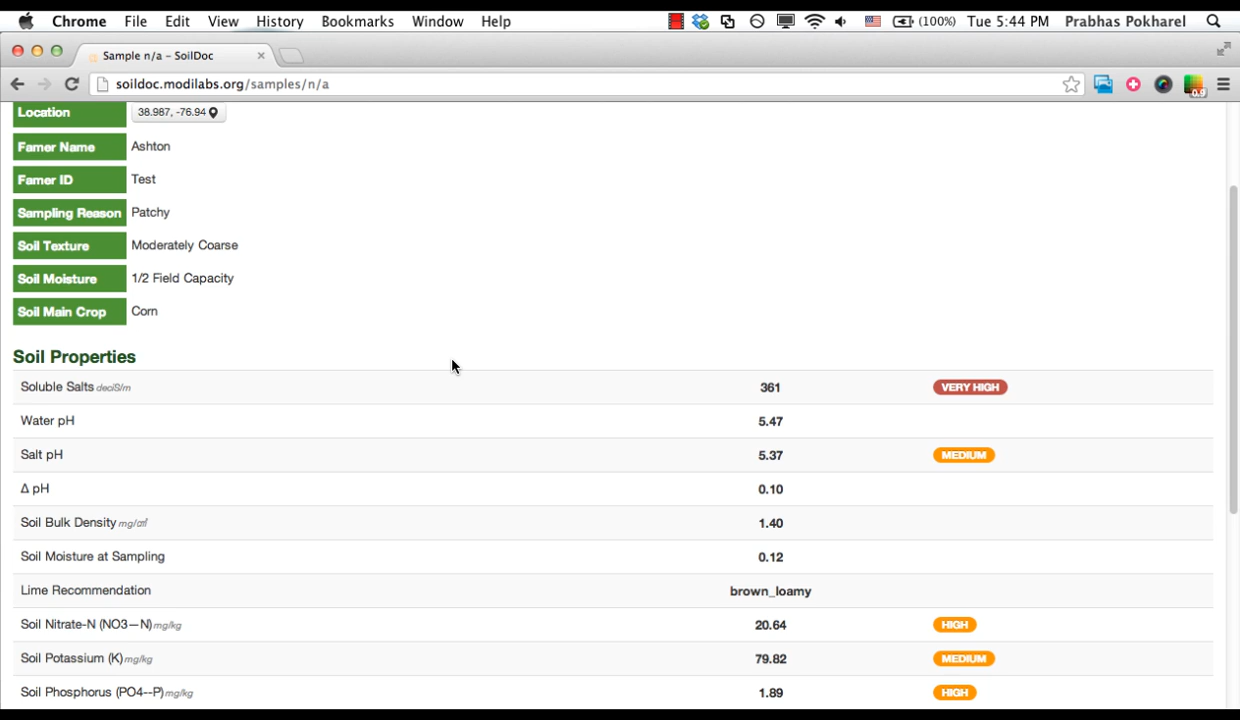 Chrome File Edit View History Bookmarks Window Help (100%) Tue 5:44 PM Prabhas Pokharel
Sample n/a – SoilDoc
soildoc.modilabs.org/samples/n/a
0.9
Location 38.987, -76.94
Famer Name Ashton
Famer ID Test
Sampling Reason Patchy
Soil Texture Moderately Coarse
Soil Moisture 1/2 Field Capacity
Soil Main Crop Corn
Soil Properties
Soluble Salts deciS/m 361 VERY HIGH
Water pH 5.47
Salt pH 5.37 MEDIUM
Δ pH 0.10
Soil Bulk Density 1.40
Soil Moisture at Sampling 0.12
Lime Recommendation brown_loamy
Soil Nitrate-N (NO3—N) mg/kg 20.64 HIGH
Soil Potassium (K) mg/kg 79.82 MEDIUM
Soil Phosphorus (PO4--P) mg/kg 1.89 HIGH